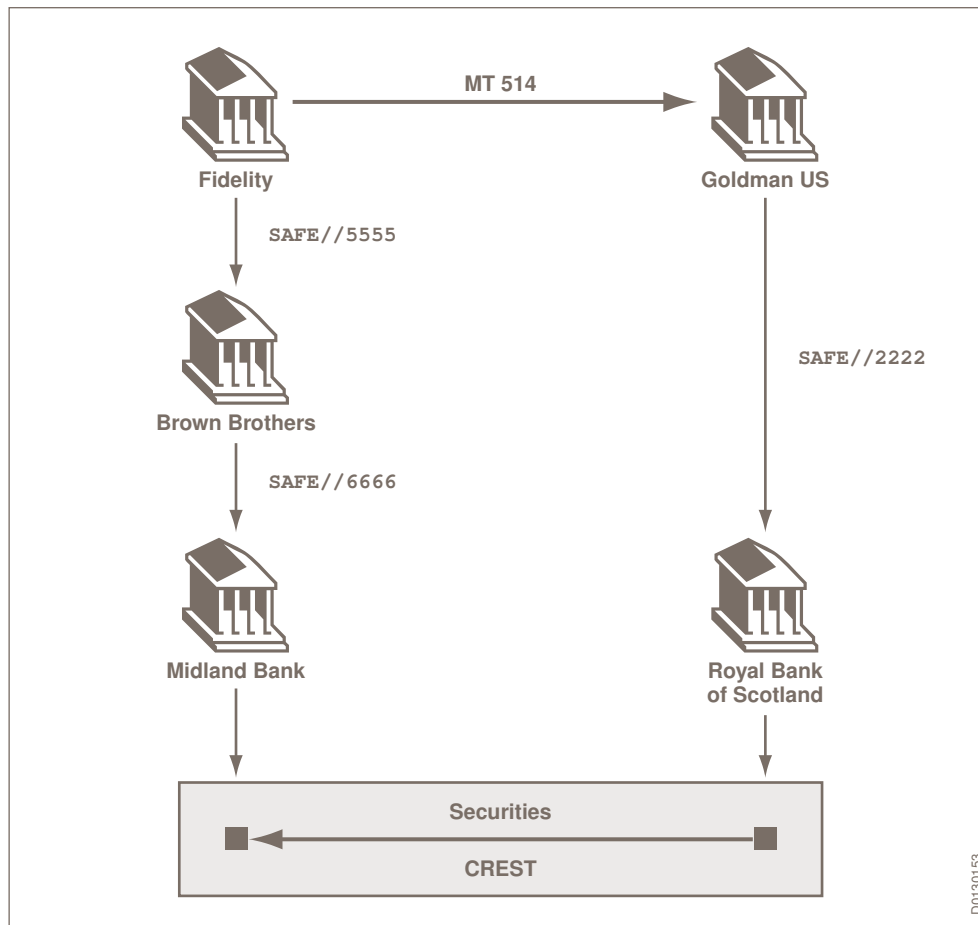 MT 514
Fidelity
Goldman US
SAFE//5555
SAFE//2222
Brown Brothers
SAFE//6666
Midland Bank
Royal Bank
of Scotland
Securities
CREST
D0130153